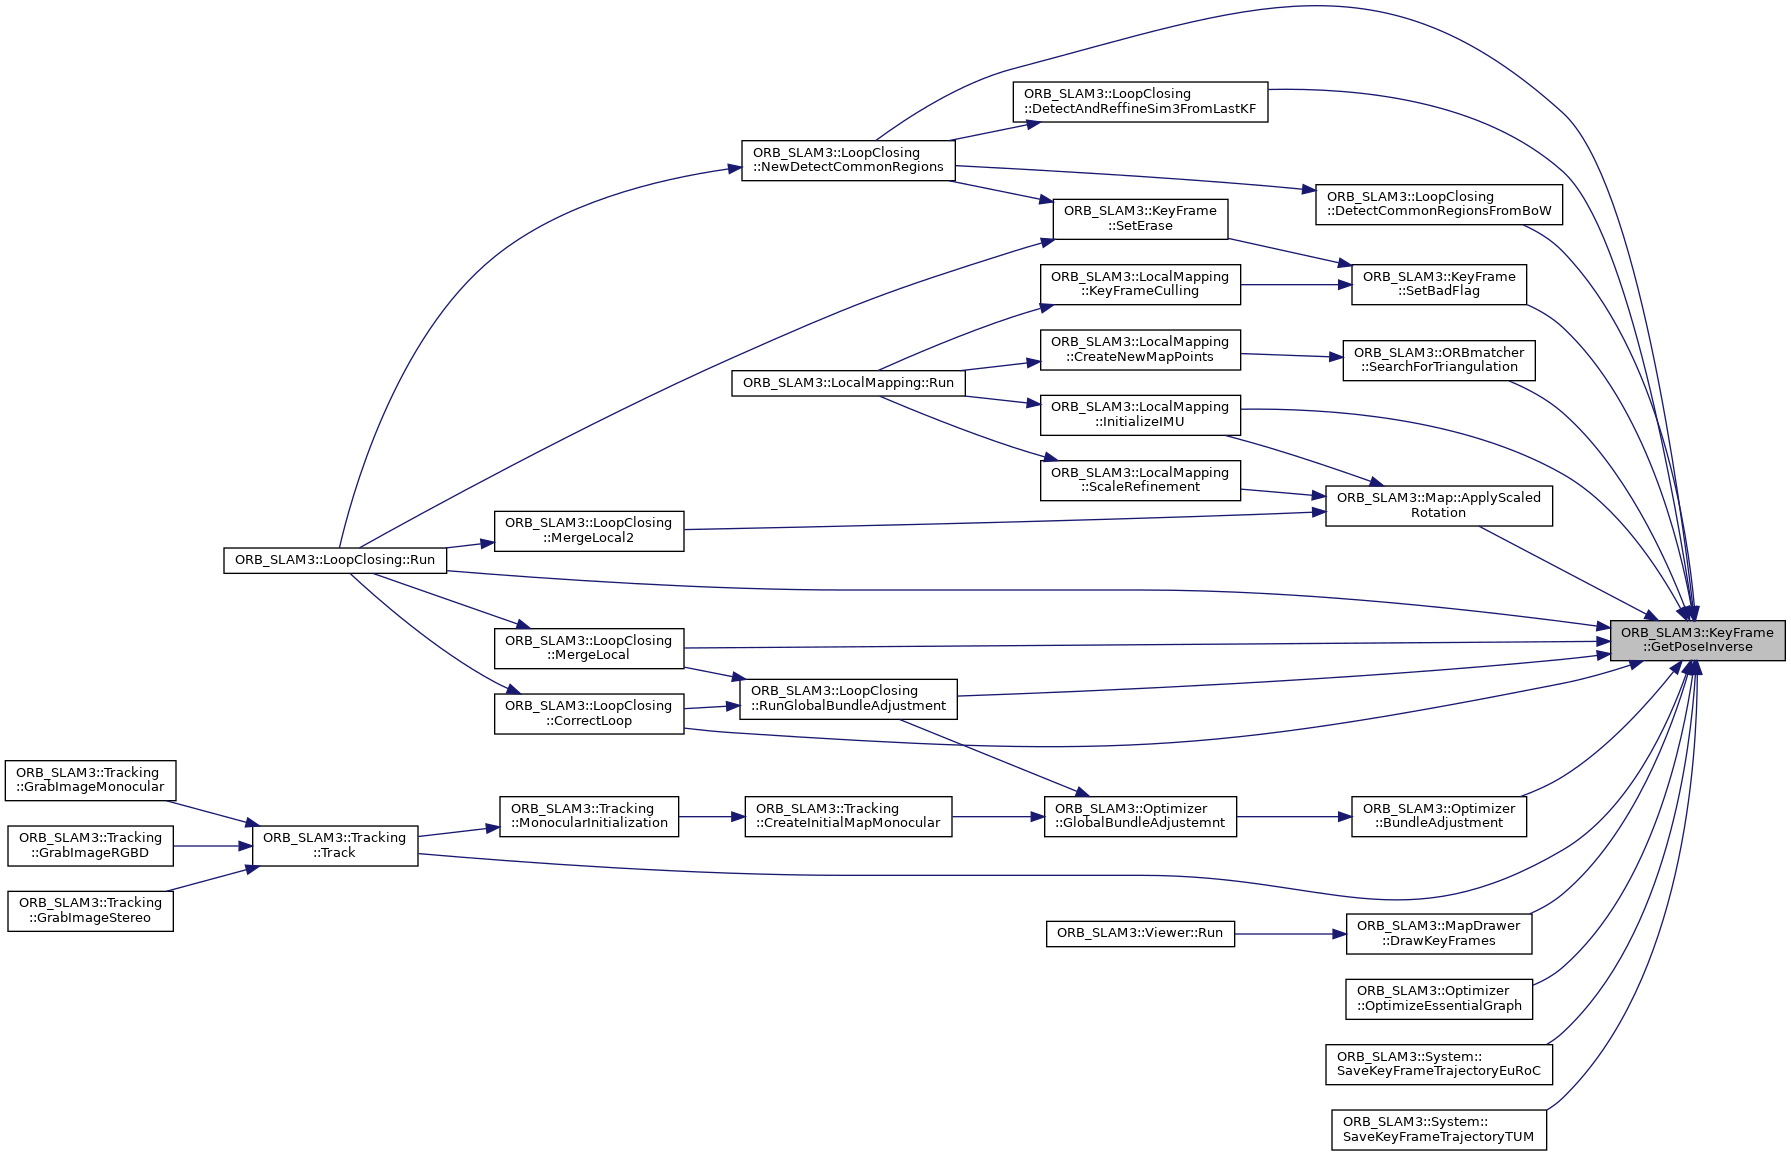 ORB_SLAM3::LoopClosing
::DetectAndReffineSim3FromLastKF
ORB_SLAM3::LoopClosing
::NewDetectCommonRegions
ORB_SLAM3::LoopClosing
::DetectCommonRegionsFromBoW
ORB_SLAM3::KeyFrame
::SetErase
ORB_SLAM3::LocalMapping
::KeyFrameCulling
ORB_SLAM3::KeyFrame
::SetBadFlag
ORB_SLAM3::LocalMapping
::CreateNewMapPoints
ORB_SLAM3::ORBmatcher
::SearchForTriangulation
ORB_SLAM3::LocalMapping::Run
ORB_SLAM3::LocalMapping
::InitializeIMU
ORB_SLAM3::LocalMapping
::ScaleRefinement
ORB_SLAM3::Map::ApplyScaled
Rotation
ORB_SLAM3::LoopClosing
::MergeLocal2
ORB_SLAM3::LoopClosing::Run
ORB_SLAM3::LoopClosing
::MergeLocal
ORB_SLAM3::KeyFrame
::GetPoseInverse
ORB_SLAM3::LoopClosing
::RunGlobalBundleAdjustment
ORB_SLAM3::LoopClosing
::CorrectLoop
ORB_SLAM3::Tracking
::GrabImageMonocular
ORB_SLAM3::Tracking
::GrabImageRGBD
ORB_SLAM3::Tracking
::GrabImageStereo
ORB_SLAM3::Tracking
::Track
ORB_SLAM3::Tracking
::MonocularInitialization
ORB_SLAM3::Tracking
::CreateInitialMapMonocular
ORB_SLAM3::Optimizer
::GlobalBundleAdjustemnt
ORB_SLAM3::Optimizer
::BundleAdjustment
ORB_SLAM3::Viewer::Run
ORB_SLAM3::MapDrawer
::DrawKeyFrames
ORB_SLAM3::Optimizer
::OptimizeEssentialGraph
ORB_SLAM3::System::
SaveKeyFrameTrajectoryEuRoC
ORB_SLAM3::System::
SaveKeyFrameTrajectoryTUM